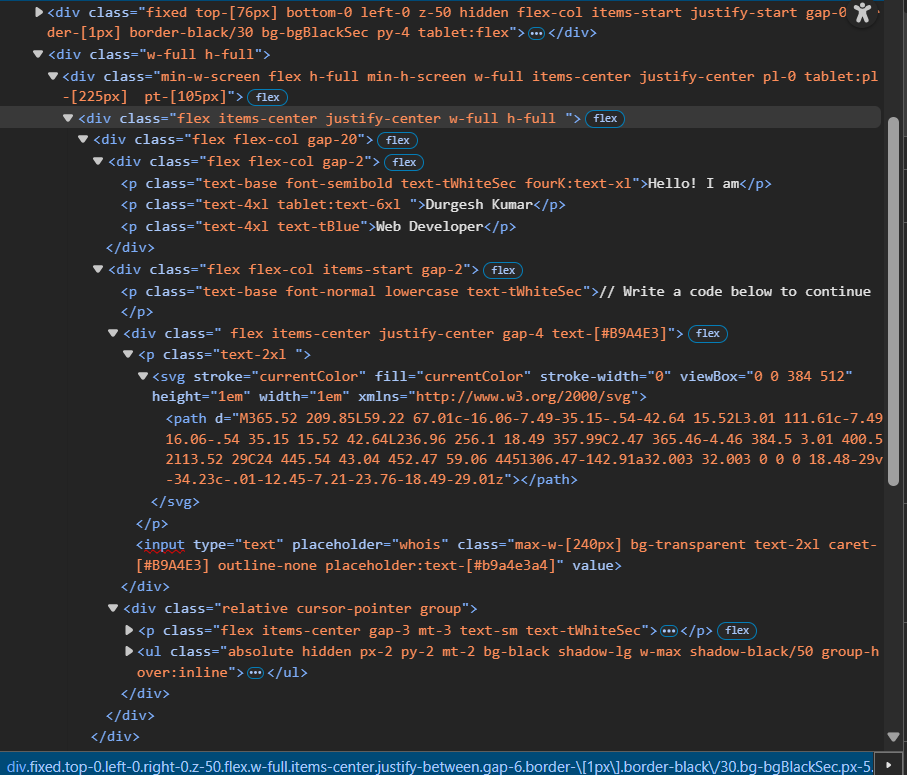 <div class="fixed top-[76px] bottom-0 left-0 z-50 hidden flex-col items-start justify-start gap-0
der-[1px] border-black/30 bg-bgBlackSec py-4 tablet:flex">…</div>
<div class="w-full h-full">
<div class="min-w-screen flex h-full min-h-screen w-full items-center justify-center pl-0 tablet:pl
-[225px]  pt-[105px]"> flex
<div class="flex items-center justify-center w-full h-full "> flex
<div class="flex flex-col gap-20"> flex
<div class="flex flex-col gap-2"> flex
<p class="text-base font-semibold text-tWhiteSec fourK:text-xl">Hello! I am</p>
<p class="text-4xl tablet:text-6xl ">Durgesh Kumar</p>
<p class="text-4xl text-tBlue">Web Developer</p>
</div>
<div class="flex flex-col items-start gap-2"> flex
<p class="text-base font-normal lowercase text-tWhiteSec">// Write a code below to continue
</p>
<div class=" flex items-center justify-center gap-4 text-[#B9A4E3]"> flex
<p class="text-2xl ">
<svg stroke="currentColor" fill="currentColor" stroke-width="0" viewBox="0 0 384 512"
height="1em" width="1em" xmlns="http://www.w3.org/2000/svg">
<path d="M365.52 209.85L59.22 67.01c-16.06-7.49-35.15-.54-42.64 15.52L3.01 111.61c-7.49
16.06-.54 35.15 15.52 42.64L236.96 256.1 18.49 357.99C2.47 365.46-4.46 384.5 3.01 400.5
2l13.52 29C24 445.54 43.04 452.47 59.06 445l306.47-142.91a32.003 32.003 0 0 0 18.48-29v
-34.23c-.01-12.45-7.21-23.76-18.49-29.01z"></path>
</svg>
</p>
<input type="text" placeholder="whois" class="max-w-[240px] bg-transparent text-2xl caret-
[#B9A4E3] outline-none placeholder:text-[#b9a4e3a4]" value>
</div>
<div class="relative cursor-pointer group">
<p class="flex items-center gap-3 mt-3 text-sm text-tWhiteSec">…</p> flex
<ul class="absolute hidden px-2 py-2 mt-2 bg-black shadow-lg w-max shadow-black/50 group-h
over:inline">…</ul>
</div>
</div>
</div>
div.fixed.top-0.left-0.right-0.z-50.flex.w-full.items-center.justify-between.gap-6.border-\[1px\].border-black\/30.bg-bgBlackSec.px-5.